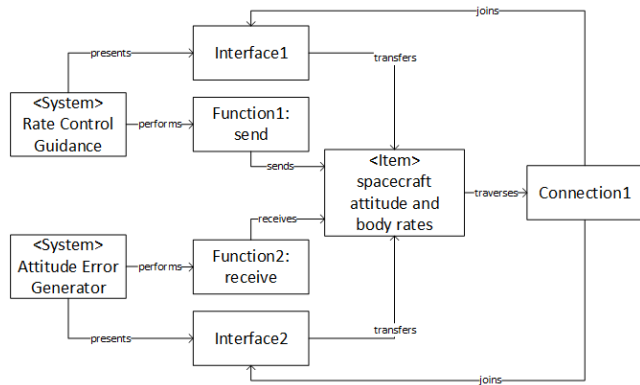 joins
presents
Interface1
transfers
<System>
Rate Control
Guidance
performs
Function1:
send
sends
<Item>
spacecraft
attitude and
body rates
traverses
Connection1
receives
<System>
Attitude Error
Generator
performs
Function2:
receive
presents
Interface2
transfers
joins